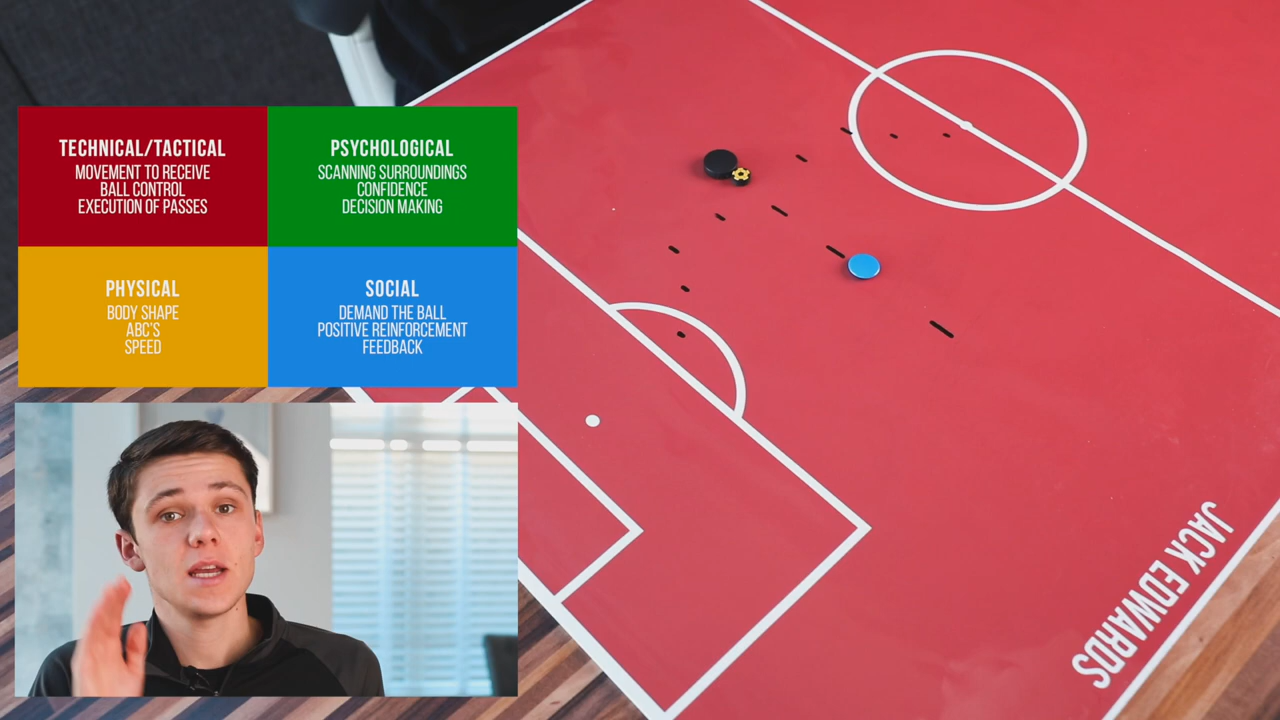 TECHNICAL/TACTICAL
MOVEMENT TO RECEIVE
BALL CONTROL
EXECUTION OF PASSES
PSYCHOLOGICAL
SCANNING SURROUNDINGS
CONFIDENCE
DECISION MAKING
PHYSICAL
BODY SHAPE
ABC'S
SPEED
SOCIAL
DEMAND THE BALL
POSITIVE REINFORCEMENT
FEEDBACK
JACK EDWARDS